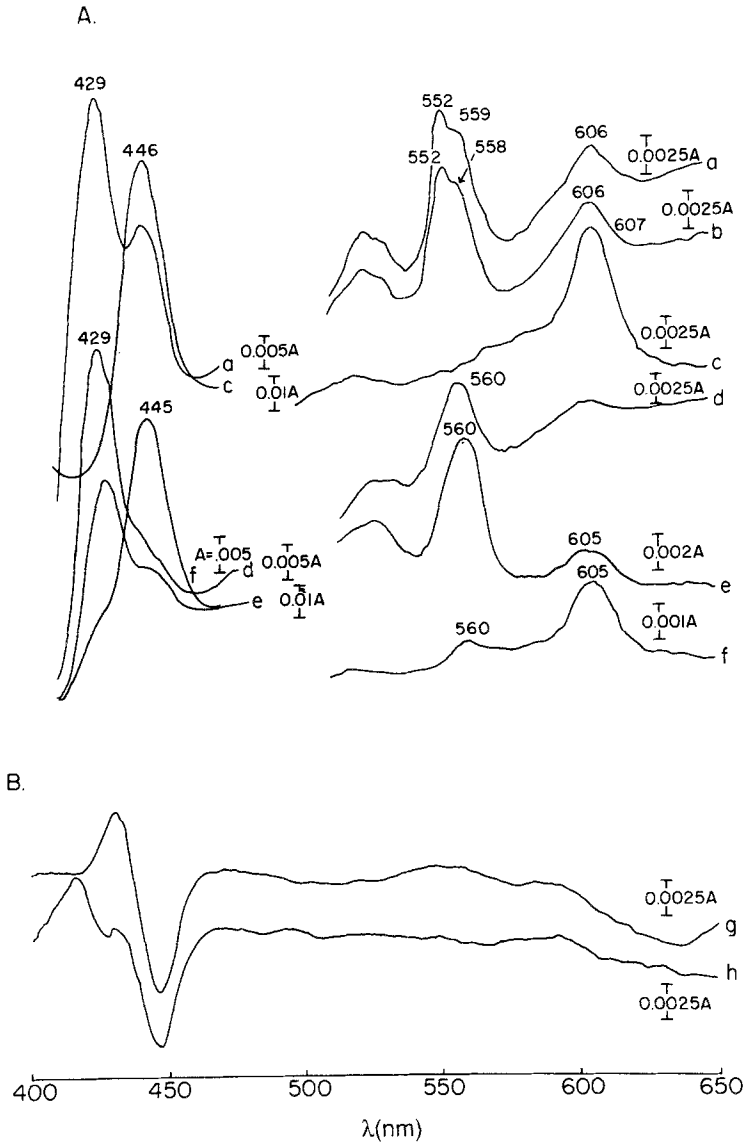 A.
429
446
a 0.005A
c 0.01A
429
445
A=.005
f
d 0.005A
e 0.01A
552 559
552 558
606
0.0025A
a
606
0.0025A
607
b
0.0025A
c
0.0025A
d
560
560
605
0.002A
e
605
0.001A
560
f
B.
0.0025A
g
h
0.0025A
400 450 500 550 600 650
λ(nm)